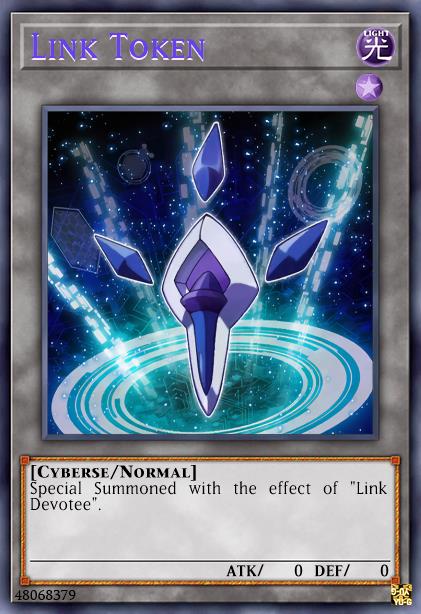 Link Token
LIGHT
光
[Cyberse/Normal]
Special Summoned with the effect of "Link
Devotee".
ATK/ 0 DEF/ 0
48068379